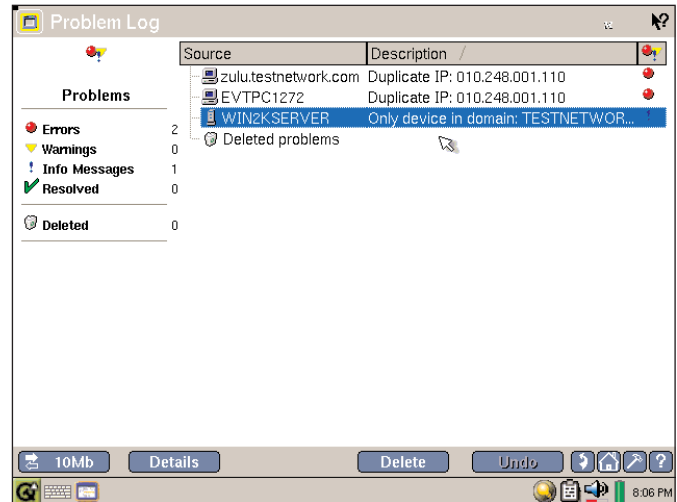 Problem Log
Source Description /
Problems
zulu.testnetwork.com Duplicate IP: 010.248.001.110
EVTPC1272 Duplicate IP: 010.248.001.110
WIN2KSERVER Only device in domain: TESTNETWOR...
Deleted problems
Errors 2
Warnings 0
Info Messages 1
Resolved 0
Deleted 0
10Mb Details Delete Undo ?
8:06 PM